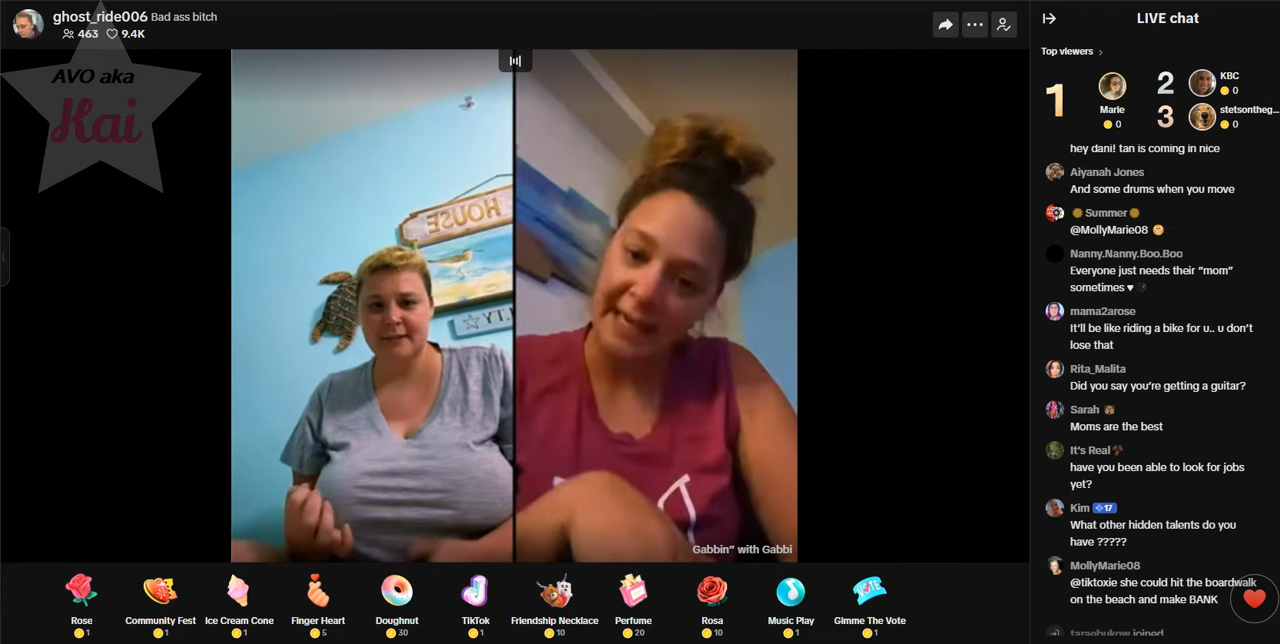 ghost_ride006 Bad ass bitch
463 9.4K
AVO aka
Kai
HOUSE
LTY
Gabbin" with Gabbi
Rose
1
Community Fest
1
Ice Cream Cone
1
Finger Heart
5
Doughnut
30
TikTok
1
Friendship Necklace
10
Perfume
20
Rosa
10
Music Play
1
Gimme The Vote
1
LIVE chat
Top viewers >
1
Marie
0
2
KBC
0
3
stetsontheg...
0
hey dani! tan is coming in nice
Aiyanah Jones
And some drums when you move
Summer
@MollyMarie08
Nanny.Nanny.Boo.Boo
Everyone just needs their “mom”
sometimes ♥
mama2arose
It’ll be like riding a bike for u.. u don’t
lose that
Rita_Malita
Did you say you’re getting a guitar?
Sarah
Moms are the best
It's Real
have you been able to look for jobs
yet?
Kim 17
What other hidden talents do you
have ?????
MollyMarie08
@tiktoxie she could hit the boardwalk
on the beach and make BANK
taraebukow joined